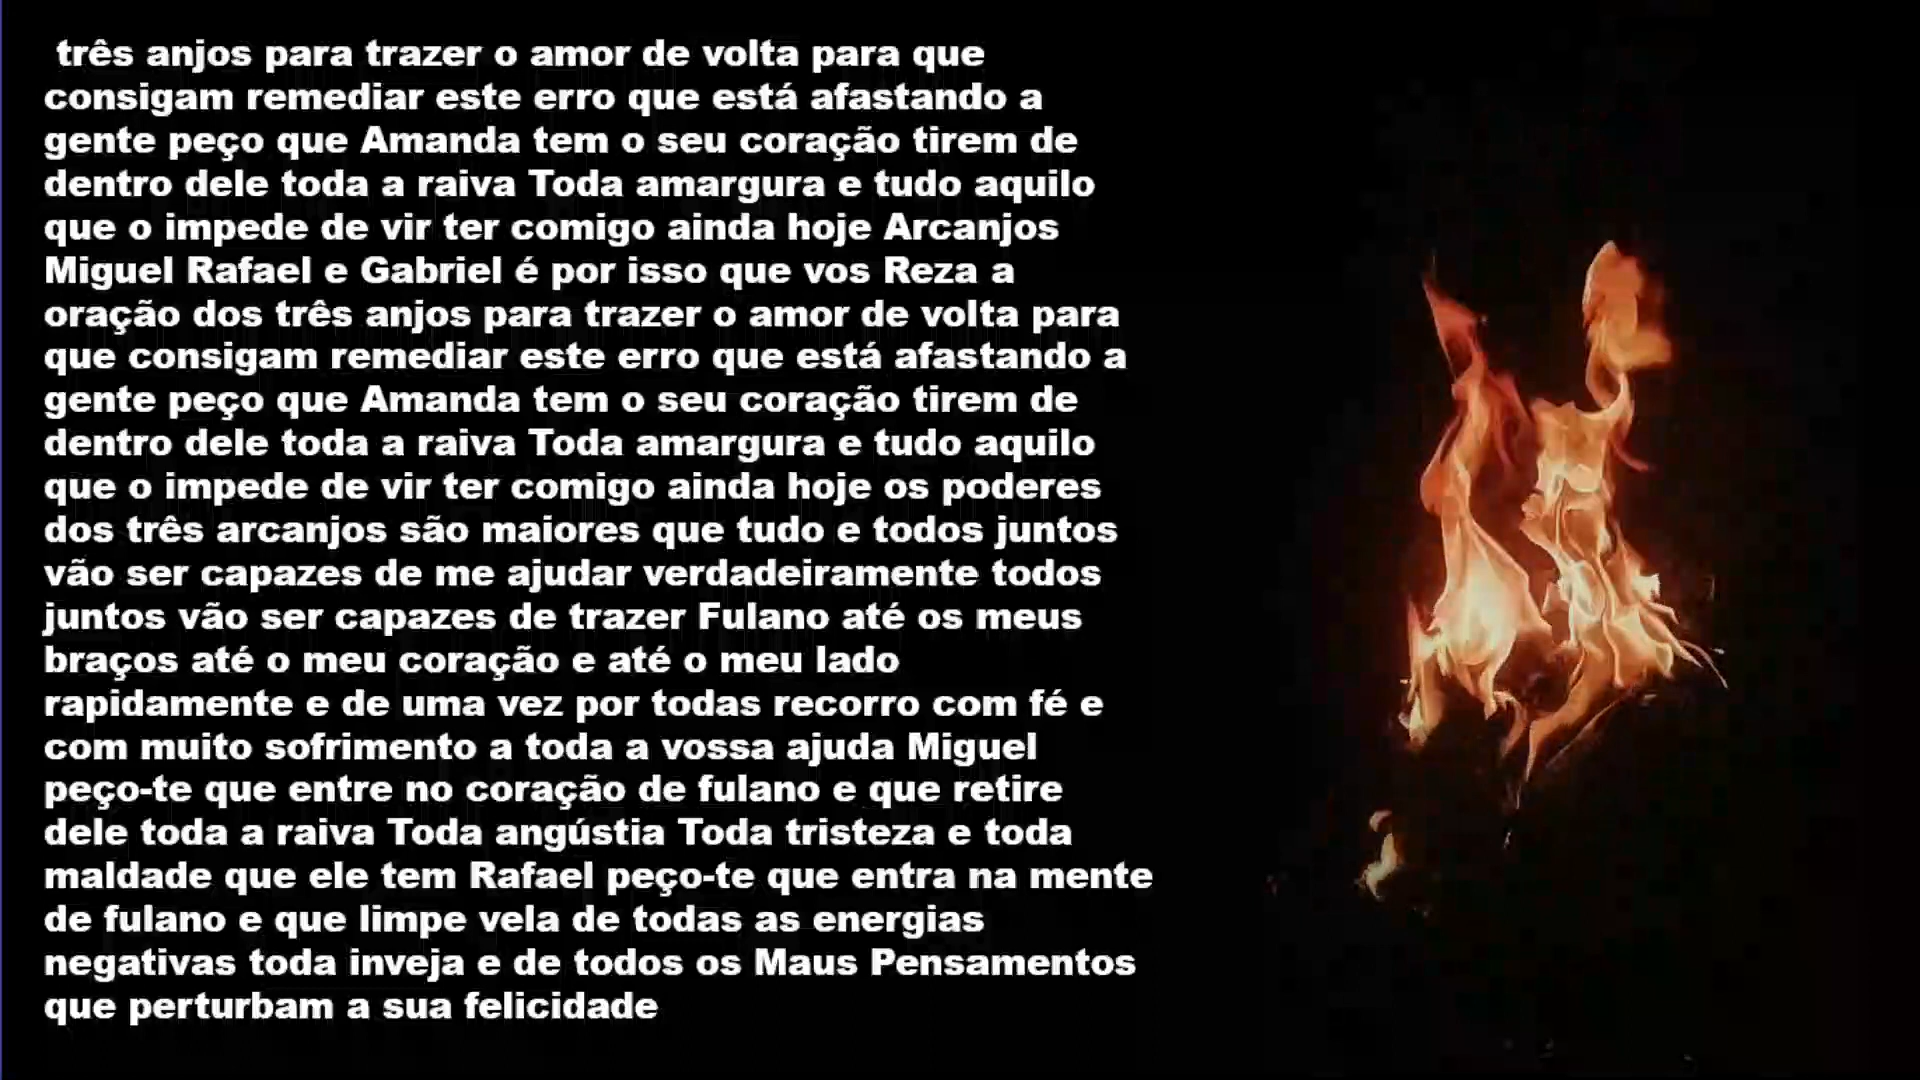 três anjos para trazer o amor de volta para que
consigam remediar este erro que está afastando a
gente peço que Amanda tem o seu coração tirem de
dentro dele toda a raiva Toda amargura e tudo aquilo
que o impede de vir ter comigo ainda hoje Arcanjos
Miguel Rafael e Gabriel é por isso que vos Reza a
oração dos três anjos para trazer o amor de volta para
que consigam remediar este erro que está afastando a
gente peço que Amanda tem o seu coração tirem de
dentro dele toda a raiva Toda amargura e tudo aquilo
que o impede de vir ter comigo ainda hoje os poderes
dos três arcanjos são maiores que tudo e todos juntos
vão ser capazes de me ajudar verdadeiramente todos
juntos vão ser capazes de trazer Fulano até os meus
braços até o meu coração e até o meu lado
rapidamente e de uma vez por todas recorro com fé e
com muito sofrimento a toda a vossa ajuda Miguel
peço-te que entre no coração de fulano e que retire
dele toda a raiva Toda angústia Toda tristeza e toda
maldade que ele tem Rafael peço-te que entra na mente
de fulano e que limpe vela de todas as energias
negativas toda inveja e de todos os Maus Pensamentos
que perturbam a sua felicidade